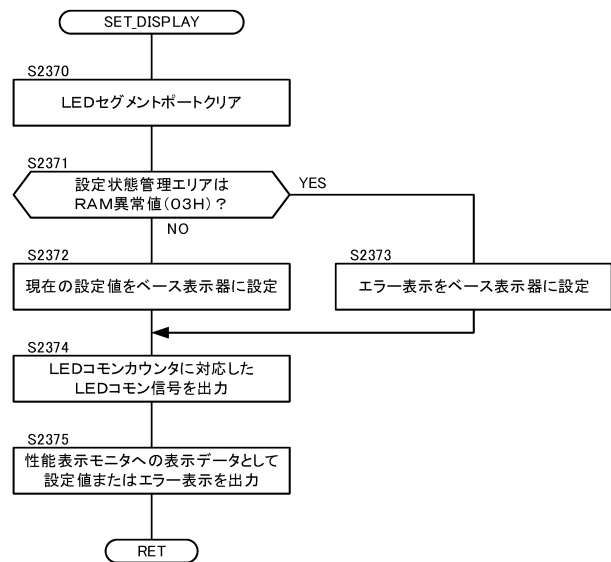 SET_DISPLAY
S2370
LEDセグメントポートクリア
S2371
設定状態管理エリアは
RAM異常値(03H)?
YES
NO
S2372
現在の設定値をベース表示器に設定
S2373
エラー表示をベース表示器に設定
S2374
LEDコモンカウンタに対応した
LEDコモン信号を出力
S2375
性能表示モニタへの表示データとして
設定値またはエラー表示を出力
RET